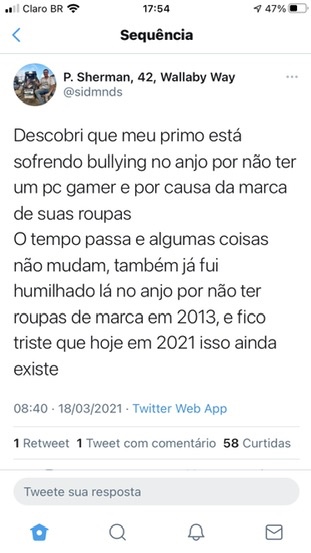 Claro BR 17:54 47%
Sequência
P. Sherman, 42, Wallaby Way
@sidmnds
Descobri que meu primo está
sofrendo bullying no anjo por não ter
um pc gamer e por causa da marca
de suas roupas
O tempo passa e algumas coisas
não mudam, também já fui
humilhado lá no anjo por não ter
roupas de marca em 2013, e fico
triste que hoje em 2021 isso ainda
existe
08:40 · 18/03/2021 · Twitter Web App
1 Retweet 1 Tweet com comentário 58 Curtidas
Tweete sua resposta